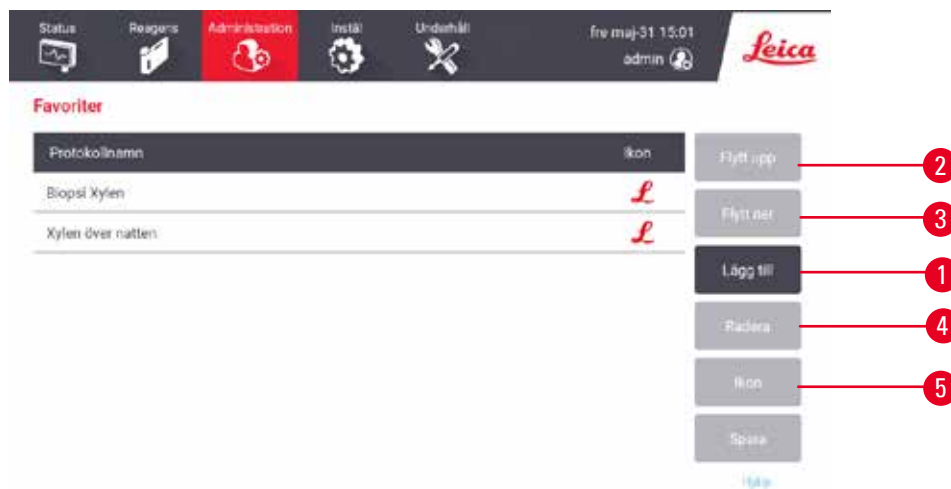 Status Reagens Administration Inställ Underhåll fre maj-31 15:01
admin
Leica
Favoriter
Protokollnamn Ikon
Biopsi Xylen L
Xylen över natten L
Flytt upp 2
Flytt ner 3
Lägg till 1
Radera 4
Ikon 5
Spara